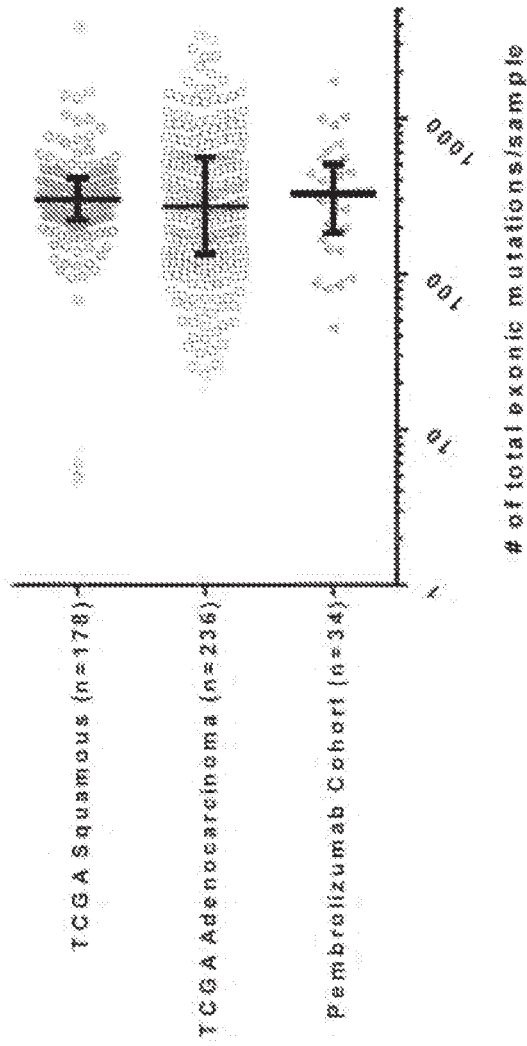 TCGA Squamous (n=178)
TCGA Adenocarcinoma (n=236)
Pembrolizumab Cohort (n=34)
1
10
100
1000
# of total exonic mutations/sample